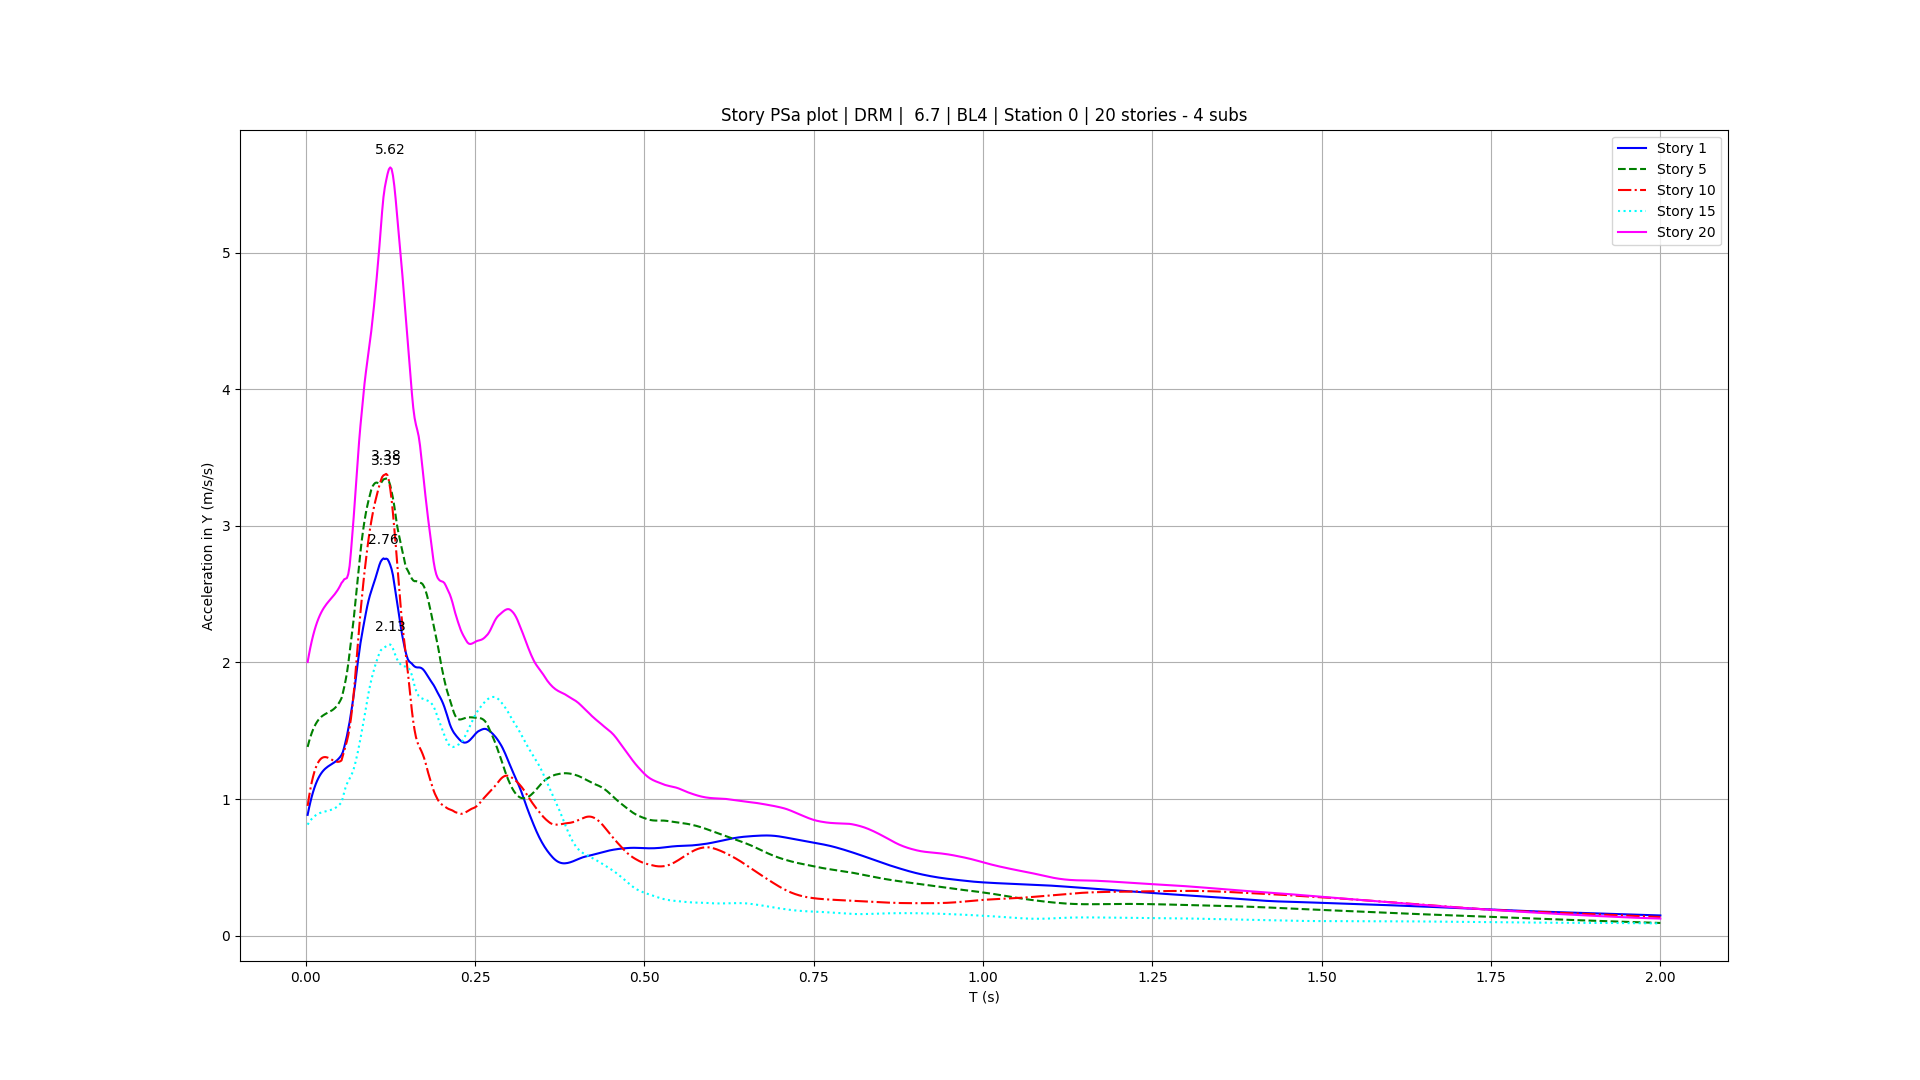 Story PSa plot | DRM |  6.7 | BL4 | Station 0 | 20 stories - 4 subs
5.62
3.38
3.35
2.76
2.13
Story 1
Story 5
Story 10
Story 15
Story 20
Acceleration in Y (m/s/s)
5
4
3
2
1
0
0.00 0.25 0.50 0.75 1.00 1.25 1.50 1.75 2.00
T (s)